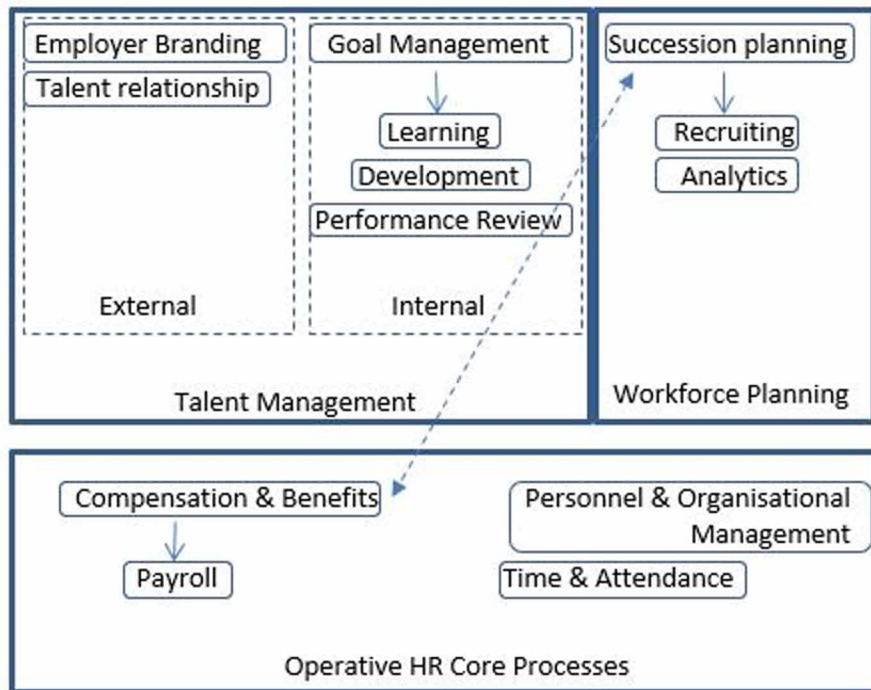 Employer Branding
Talent relationship
External
Goal Management
Learning
Development
Performance Review
Internal
Talent Management
Succession planning
Recruiting
Analytics
Workforce Planning
Compensation & Benefits
Payroll
Personnel & Organisational
Management
Time & Attendance
Operative HR Core Processes